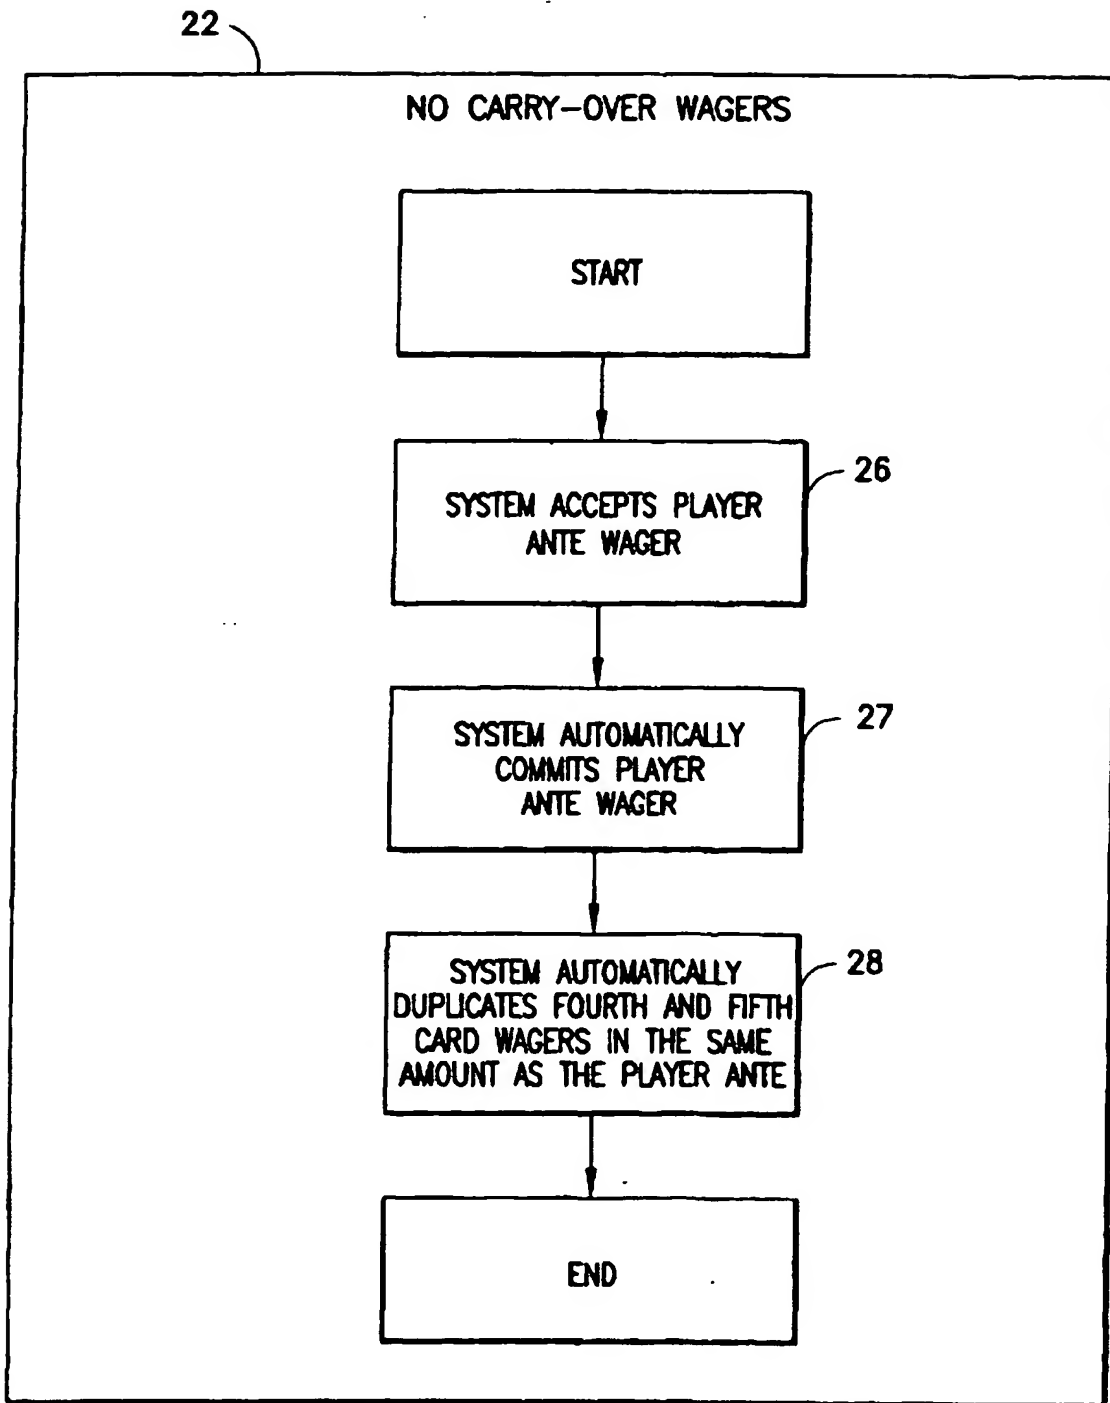 22
NO CARRY-OVER WAGERS
START
SYSTEM ACCEPTS PLAYER
ANTE WAGER
26
SYSTEM AUTOMATICALLY
COMMITS PLAYER
ANTE WAGER
27
SYSTEM AUTOMATICALLY
DUPLICATES FOURTH AND FIFTH
CARD WAGERS IN THE SAME
AMOUNT AS THE PLAYER ANTE
28
END